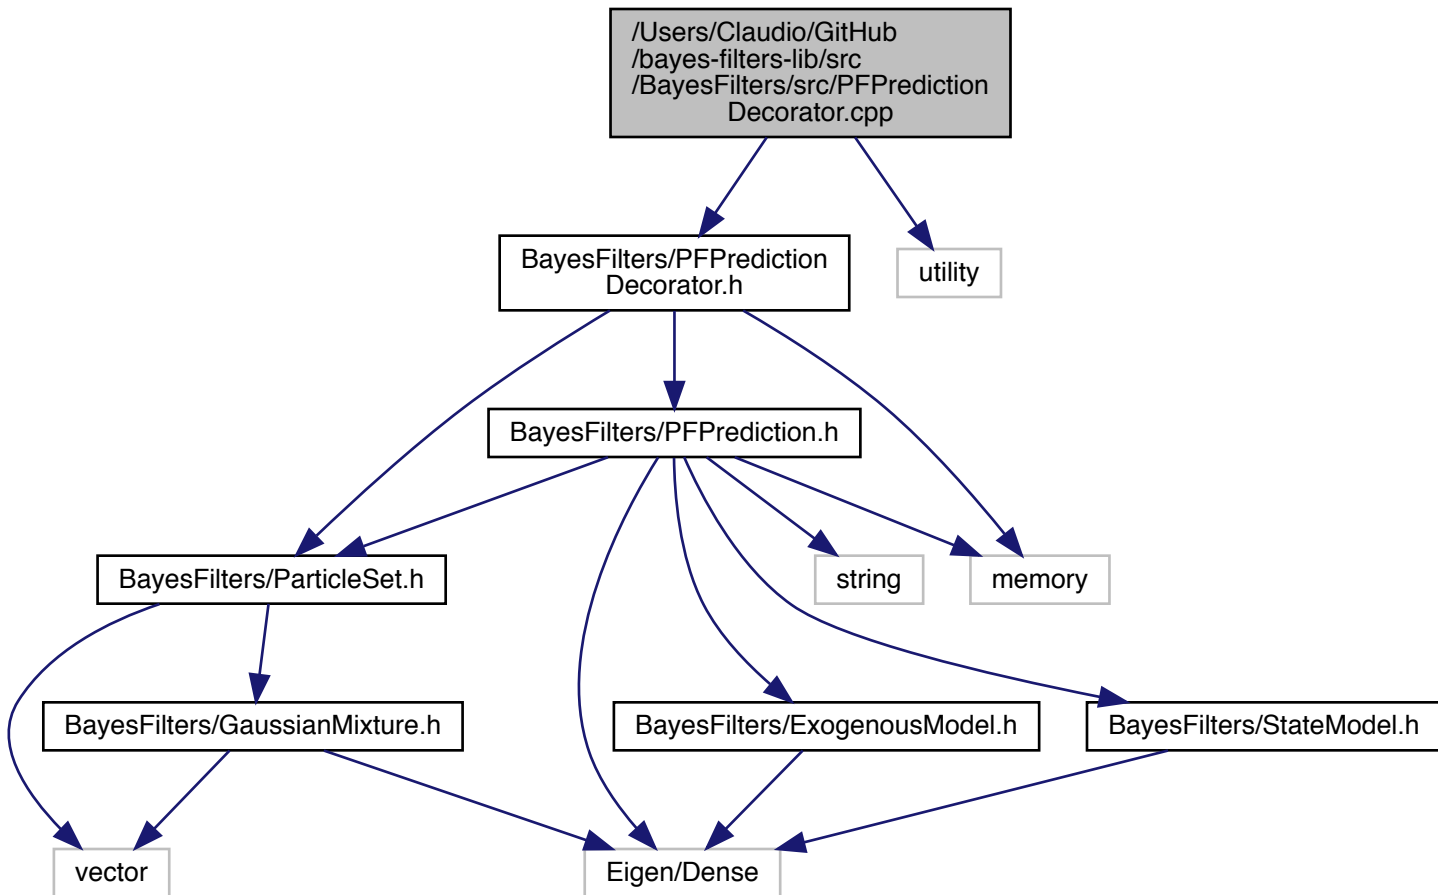 /Users/Claudio/GitHub
/bayes-filters-lib/src
/BayesFilters/src/PFPrediction
Decorator.cpp
BayesFilters/PFPrediction
Decorator.h
utility
BayesFilters/PFPrediction.h
BayesFilters/ParticleSet.h
string
memory
BayesFilters/GaussianMixture.h
BayesFilters/ExogenousModel.h
BayesFilters/StateModel.h
vector
Eigen/Dense